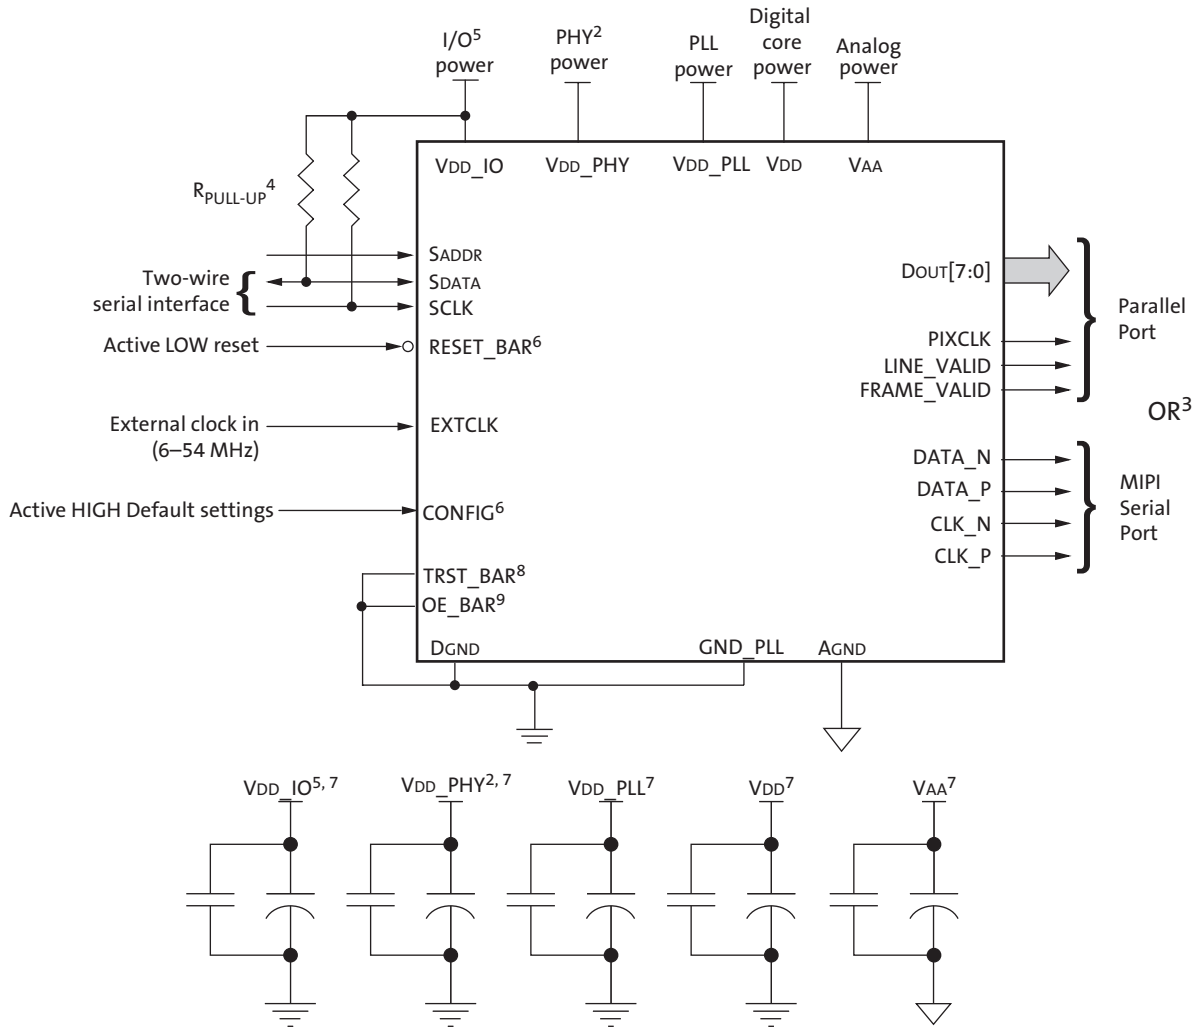 I/O5
power
PHY2
power
PLL
power
Digital
core
power
Analog
power
VDD_IO
VDD_PHY
VDD_PLL
VDD
VAA
RPULL-UP4
SADDR
Two-wire
serial interface
{
SDATA
SCLK
Active LOW reset
RESET_BAR6
External clock in
(6–54 MHz)
EXTCLK
Active HIGH Default settings
CONFIG6
TRST_BAR8
OE_BAR9
DGND
GND_PLL
AGND
DOUT[7:0]
PIXCLK
LINE_VALID
FRAME_VALID
}
Parallel
Port
OR3
DATA_N
DATA_P
CLK_N
CLK_P
}
MIPI
Serial
Port
VDD_IO5, 7
VDD_PHY2, 7
VDD_PLL7
VDD7
VAA7